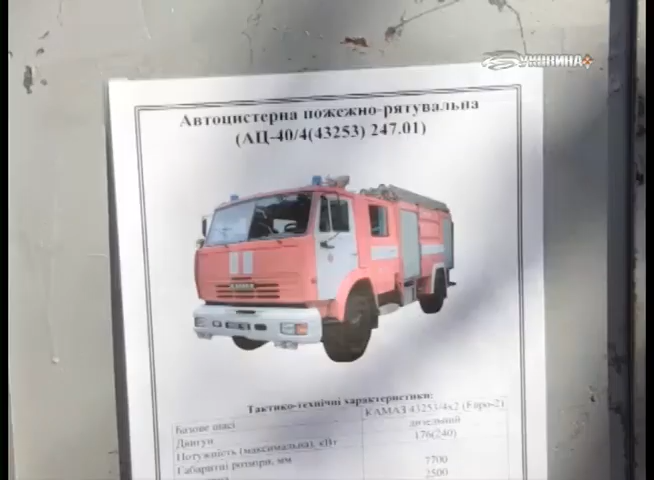 УШКИНА+
Автоцистерна пожежно-рятувальна
(АЦ-40/4(43253) 247.01)
Тактико-технічні характеристики:
Базове шасі КАМАЗ 43253/4х2 (Євро-2)
Двигун дизельний
Потужність (максимальна), кВт 176(240)
Габаритні розміри, мм 7700
2500